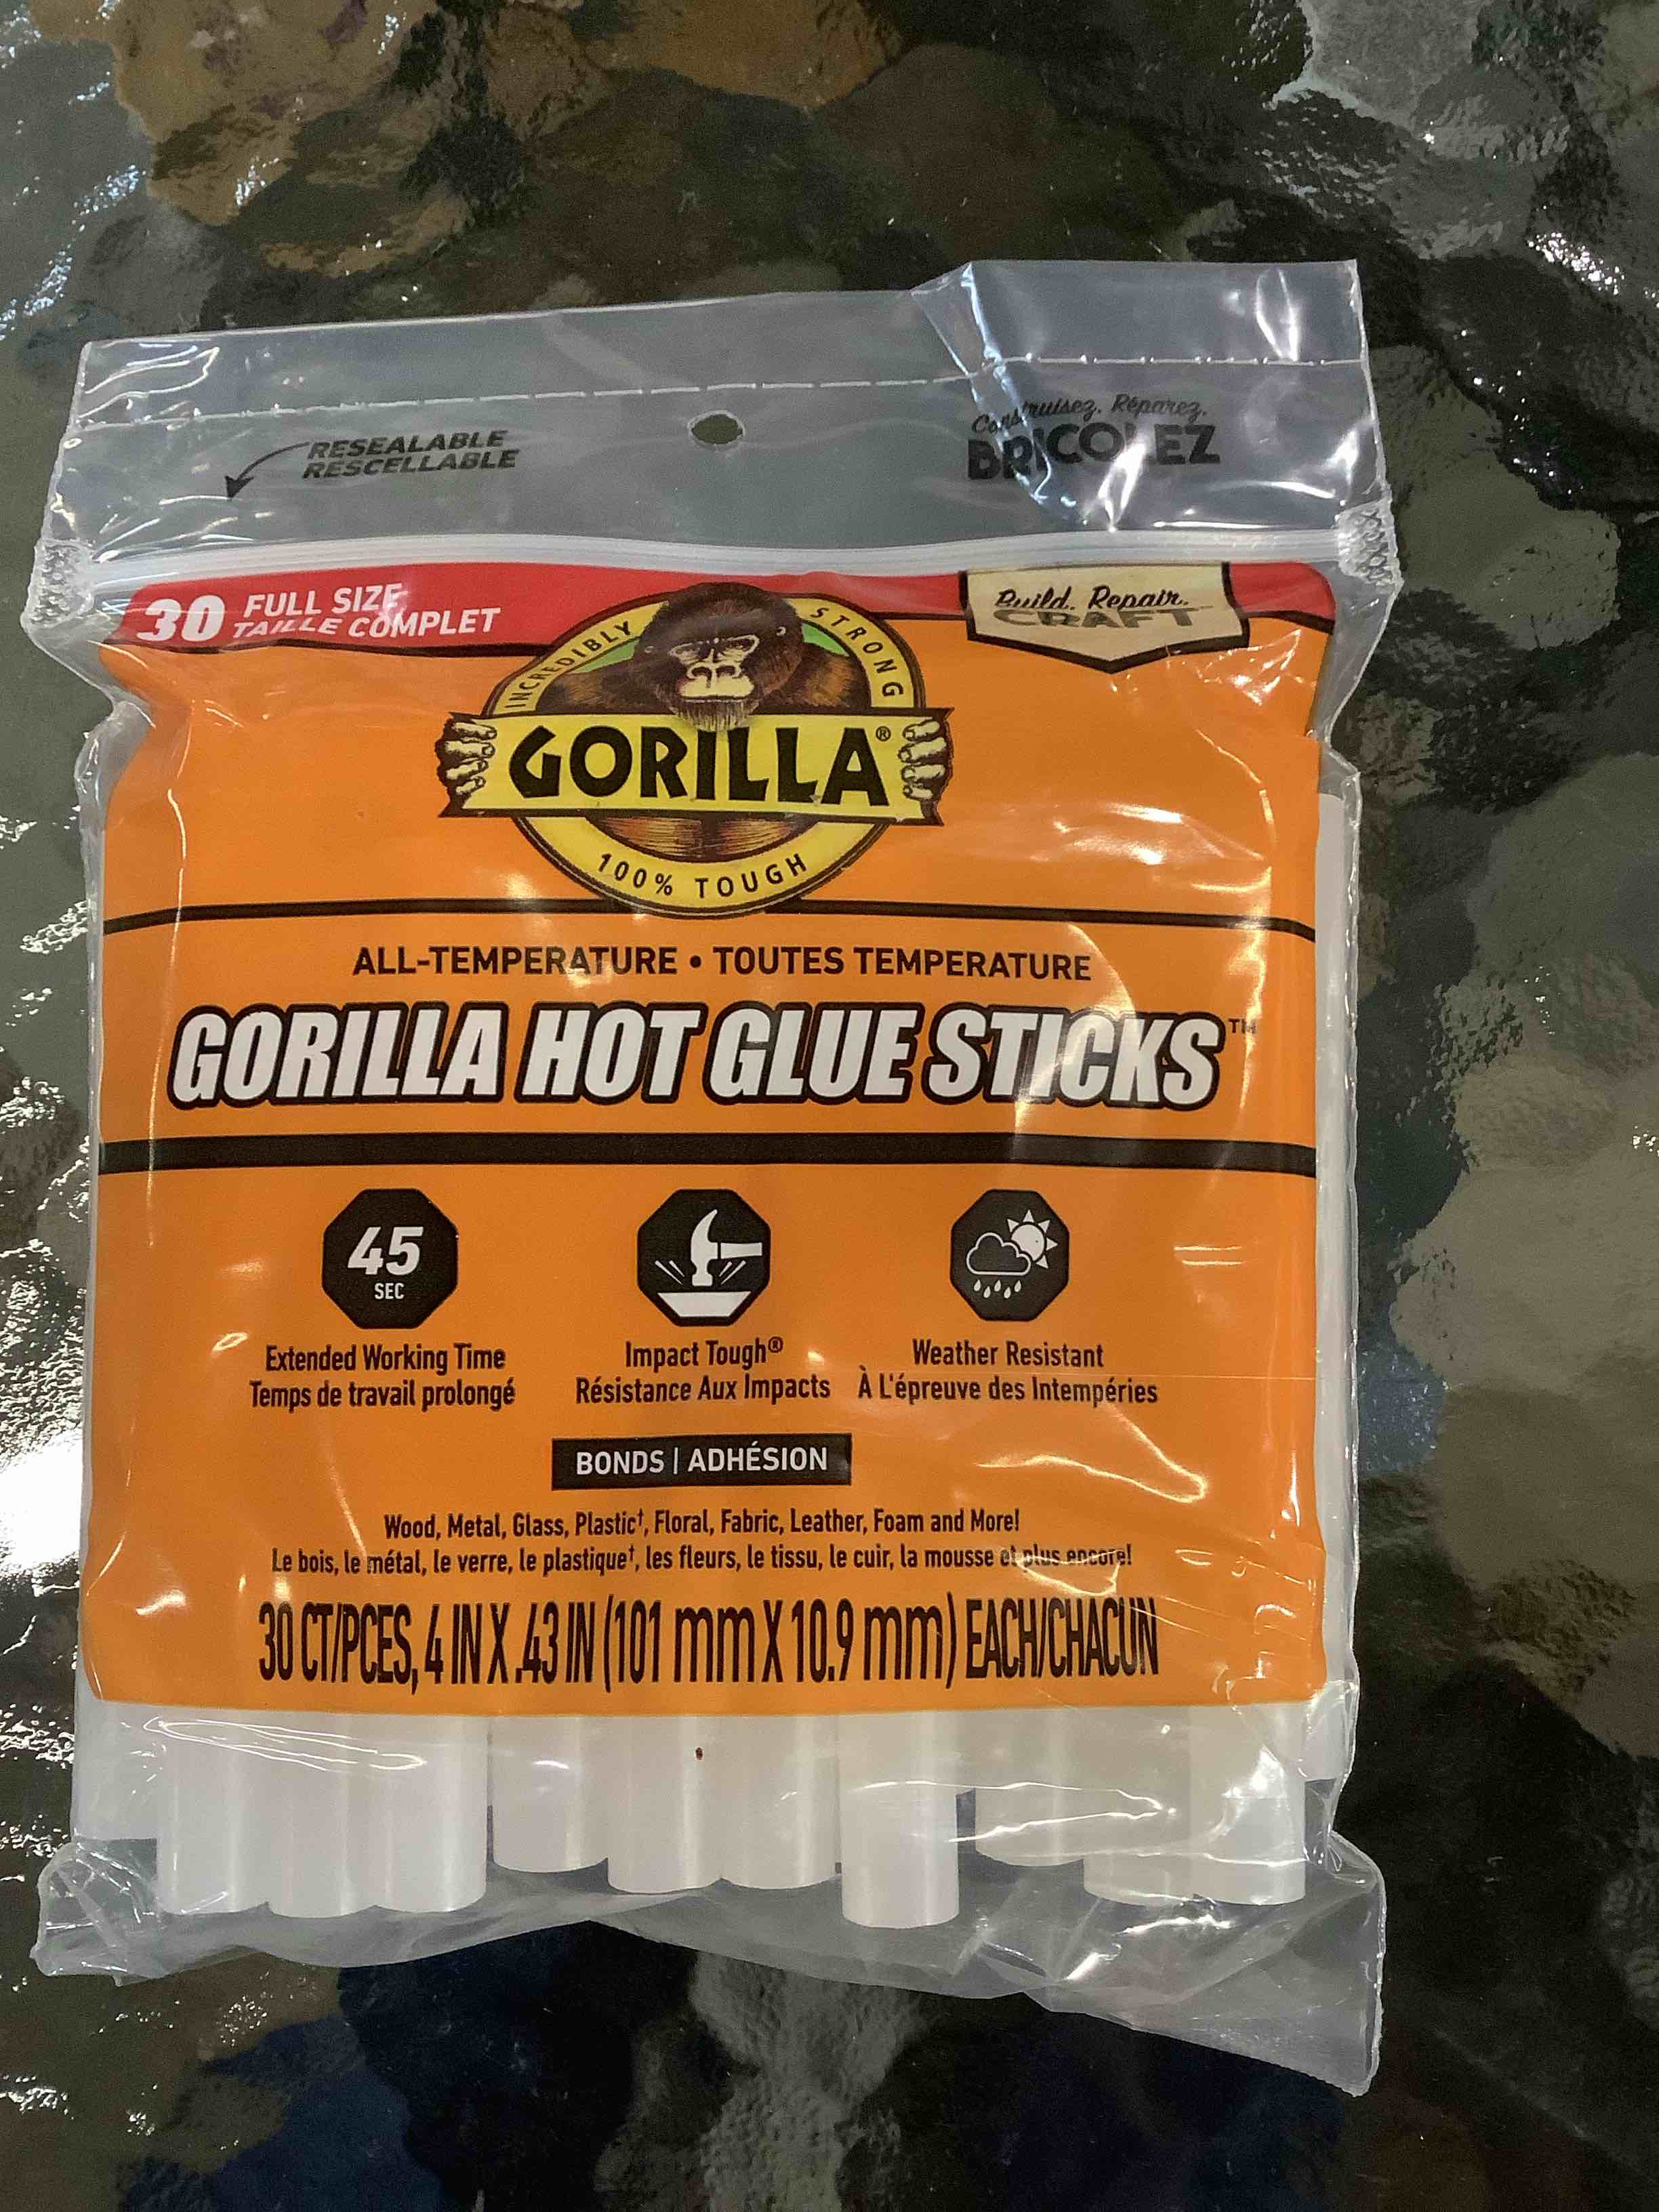 RESEALABLE
RESCELLABLE
Construisez. Réparez.
BRICOLEZ
30 FULL SIZE
TAILLE COMPLET
Build. Repair.
CRAFT
INCREDIBLY STRONG
GORILLA®
100% TOUGH
ALL-TEMPERATURE • TOUTES TEMPERATURE
GORILLA HOT GLUE STICKS™
45
SEC
Extended Working Time
Temps de travail prolongé
Impact Tough®
Résistance Aux Impacts
Weather Resistant
À L'épreuve des Intempéries
BONDS | ADHÉSION
Wood, Metal, Glass, Plastic†, Floral, Fabric, Leather, Foam and More!
Le bois, le métal, le verre, le plastique†, les fleurs, le tissu, le cuir, la mousse et plus encore!
30 CT/PCES, 4 IN X .43 IN (101 mm X 10.9 mm) EACH/CHACUN